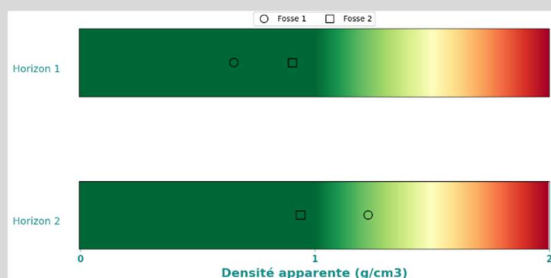 Fosse 1 Fosse 2
Horizon 1
Horizon 2
0 1 2
Densité apparente (g/cm3)